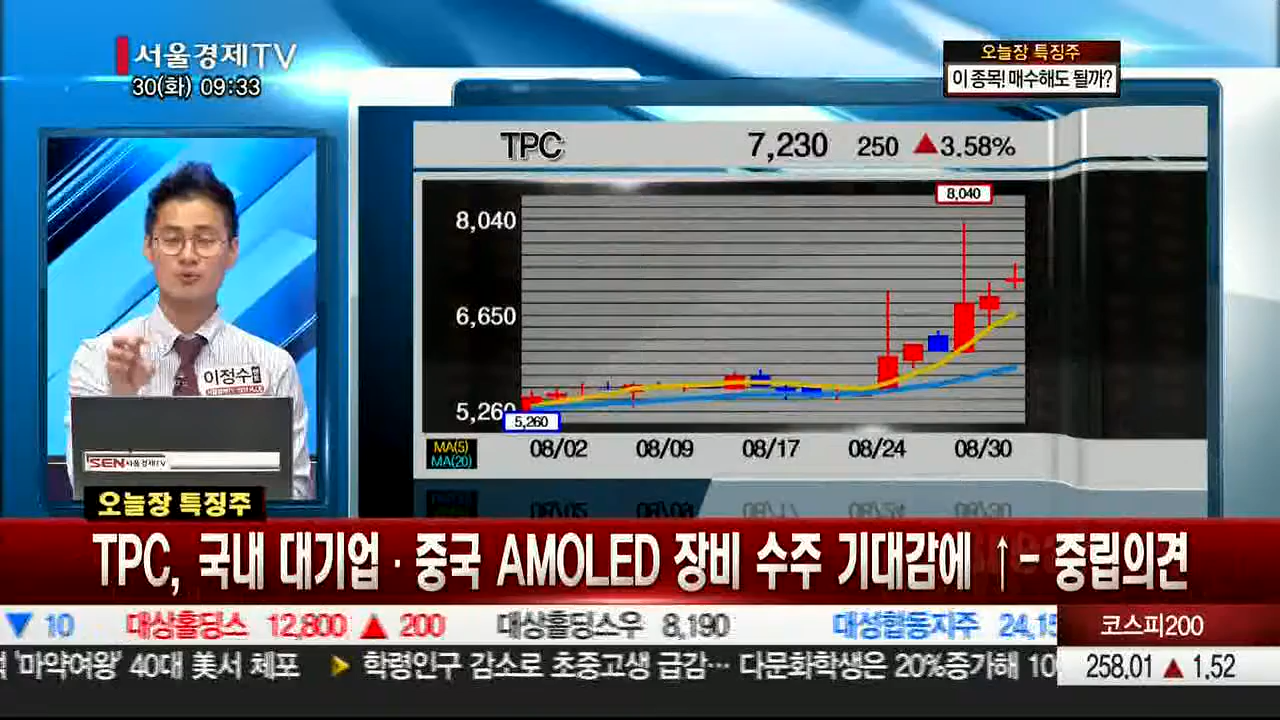 서울경제TV
30(화) 09:33
오늘장 특징주
이 종목! 매수해도 될까?
TPC 7,230 250 ▲3.58%
8,040
8,040
6,650
5,260
5,260
MA(5)
MA(20)
08/02 08/09 08/17 08/24 08/30
이정수
SEN 서울경제TV
오늘장 특징주
TPC, 국내 대기업·중국 AMOLED 장비 수주 기대감에 ↑- 중립의견
▼ 10 대상홀딩스 12,800 ▲ 200 대상홀딩스우 8,190 대성합동지주 24,15
코스피200
'마약여왕' 40대 美서 체포 ▶ 학령인구 감소로 초중고생 급감… 다문화학생은 20%증가해 10
258.01 ▲ 1.52